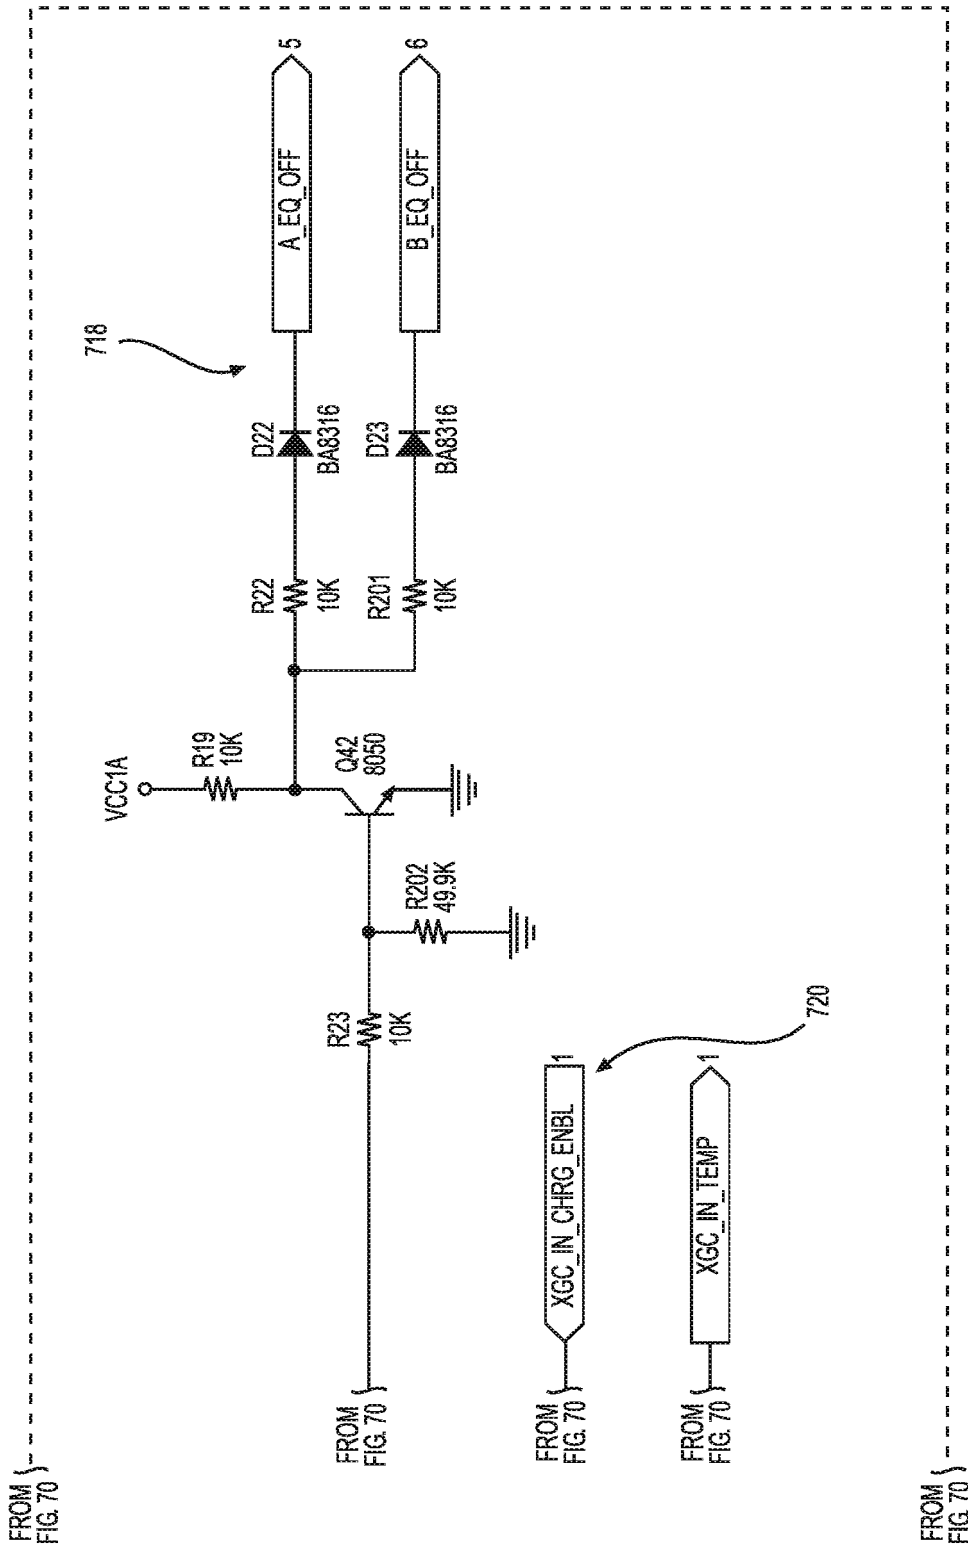 FROM
FIG. 70
FROM
FIG. 70
R23
10K
R202
49.9K
VCC1A
R19
10K
Q42
8050
R22
10K
D22
BA8316
718
A_EQ_OFF
5
R201
10K
D23
BA8316
B_EQ_OFF
6
FROM
FIG. 70
XGC_IN_CHRG_ENBL
1
720
FROM
FIG. 70
XGC_IN_TEMP
1
FROM
FIG. 70